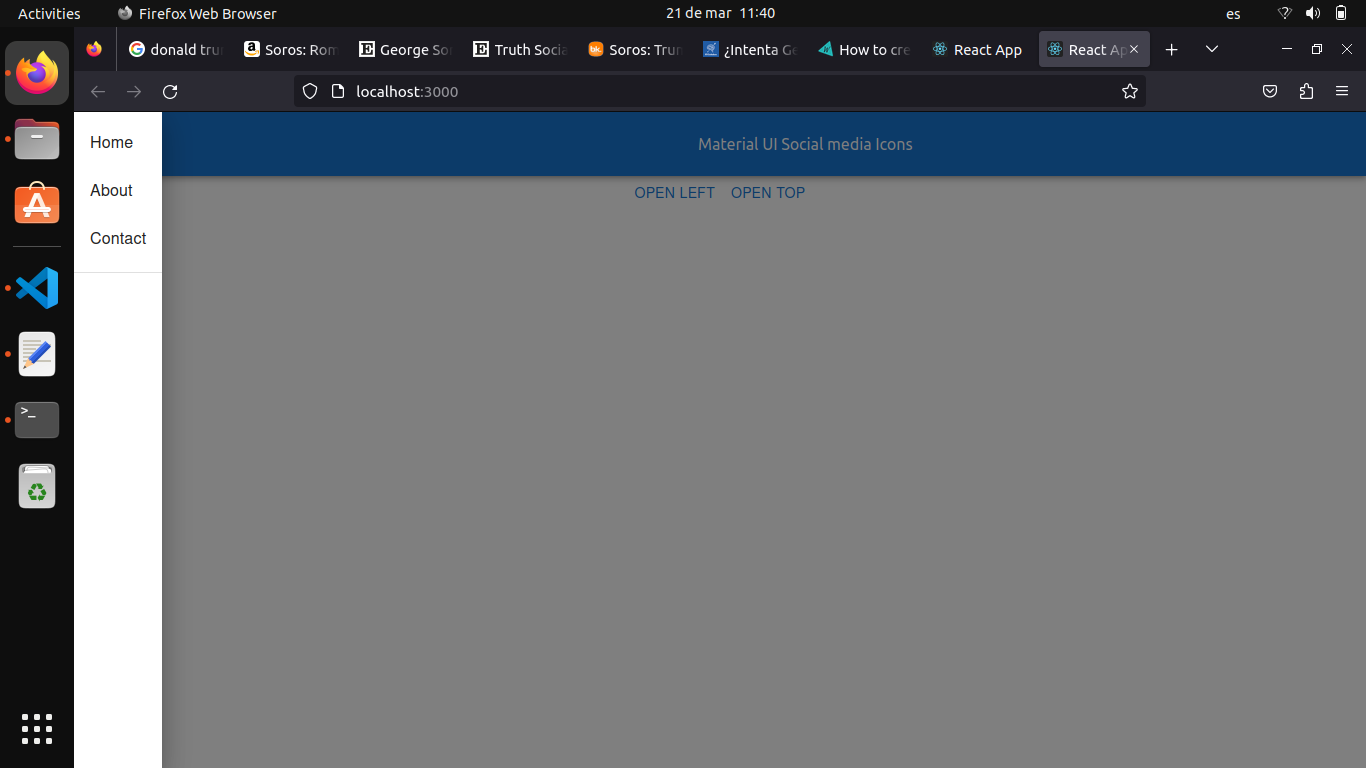 Activities Firefox Web Browser 21 de mar 11:40 es
donald tru Soros: Rom George So Truth Socia Soros: Trum ¿Intenta Ge How to cre React App React Ap
localhost:3000
Home
Material UI Social media Icons
About
OPEN LEFT OPEN TOP
Contact